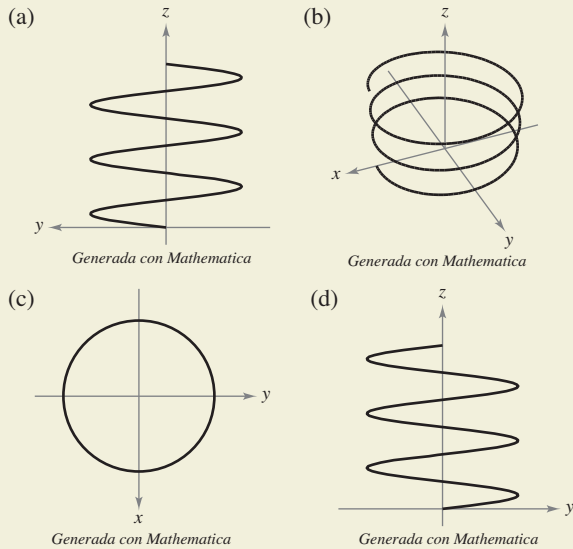 (a)
z
y
Generada con Mathematica
(b)
z
x
y
Generada con Mathematica
(c)
y
x
Generada con Mathematica
(d)
z
y
Generada con Mathematica